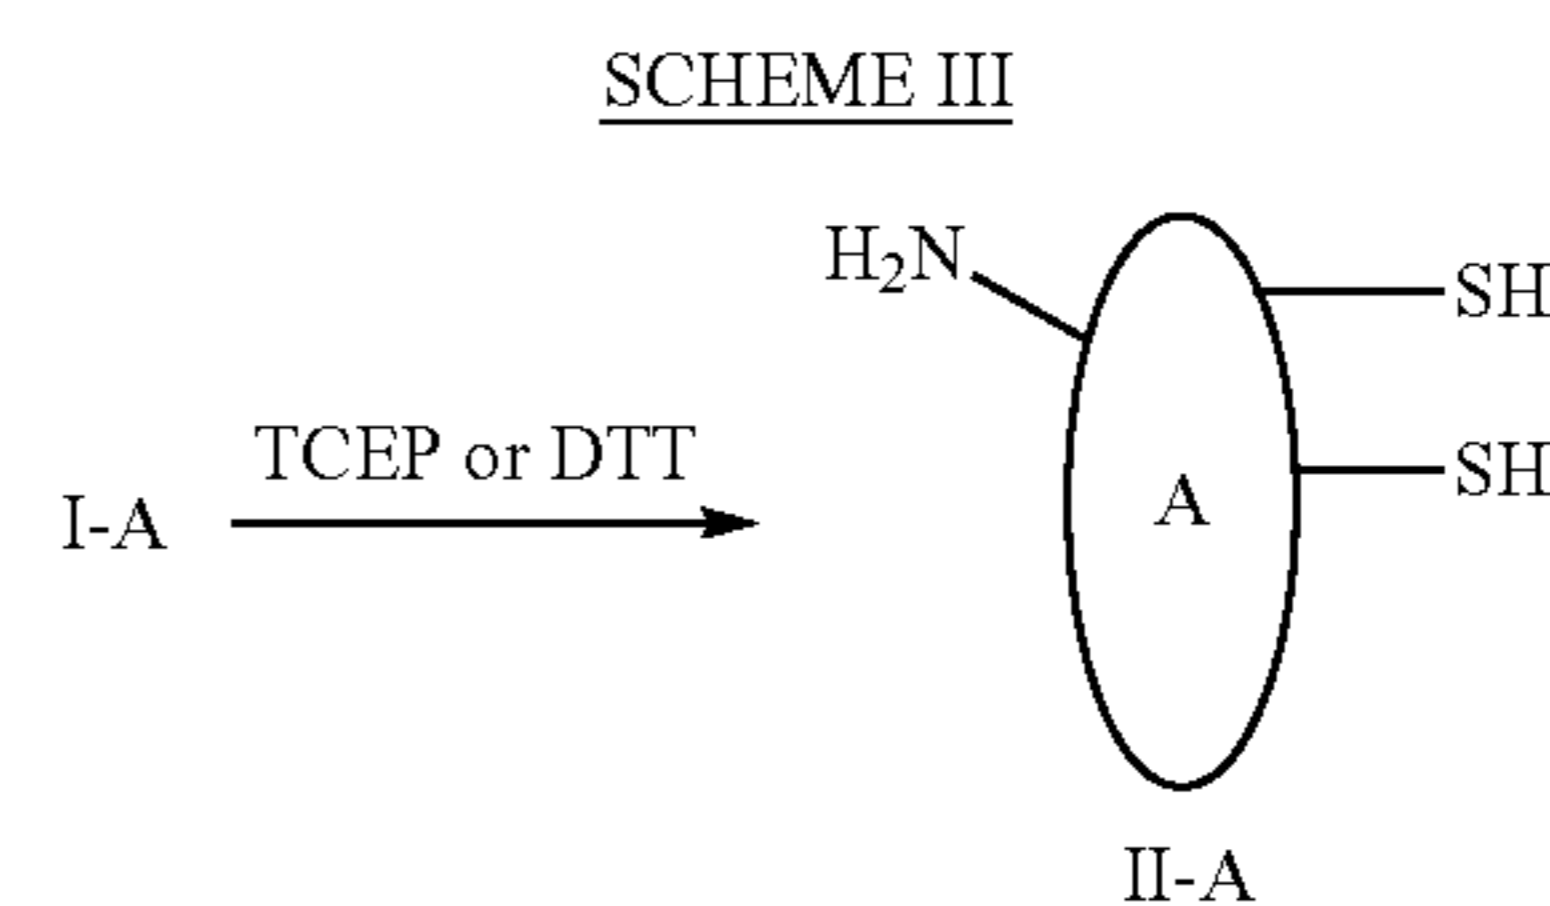 SCHEME III
H₂N
SH
TCEP or DTT
SH
I-A
A
II-A